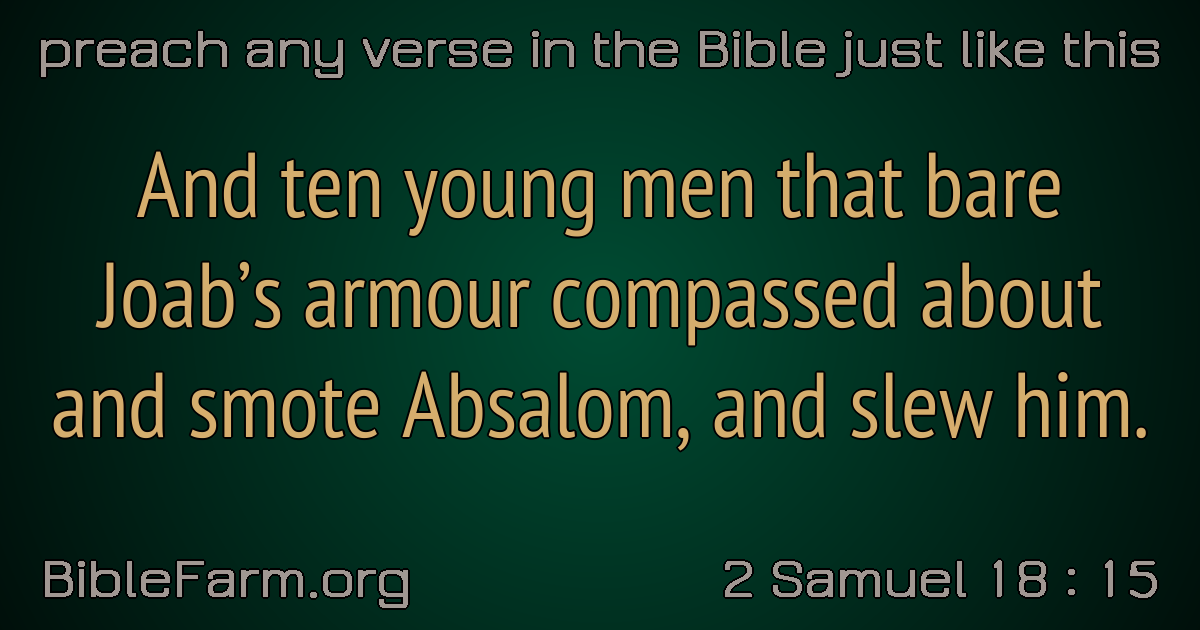 preach any verse in the Bible just like this
And ten young men that bare
Joab’s armour compassed about
and smote Absalom, and slew him.
BibleFarm.org
2 Samuel 18 : 15